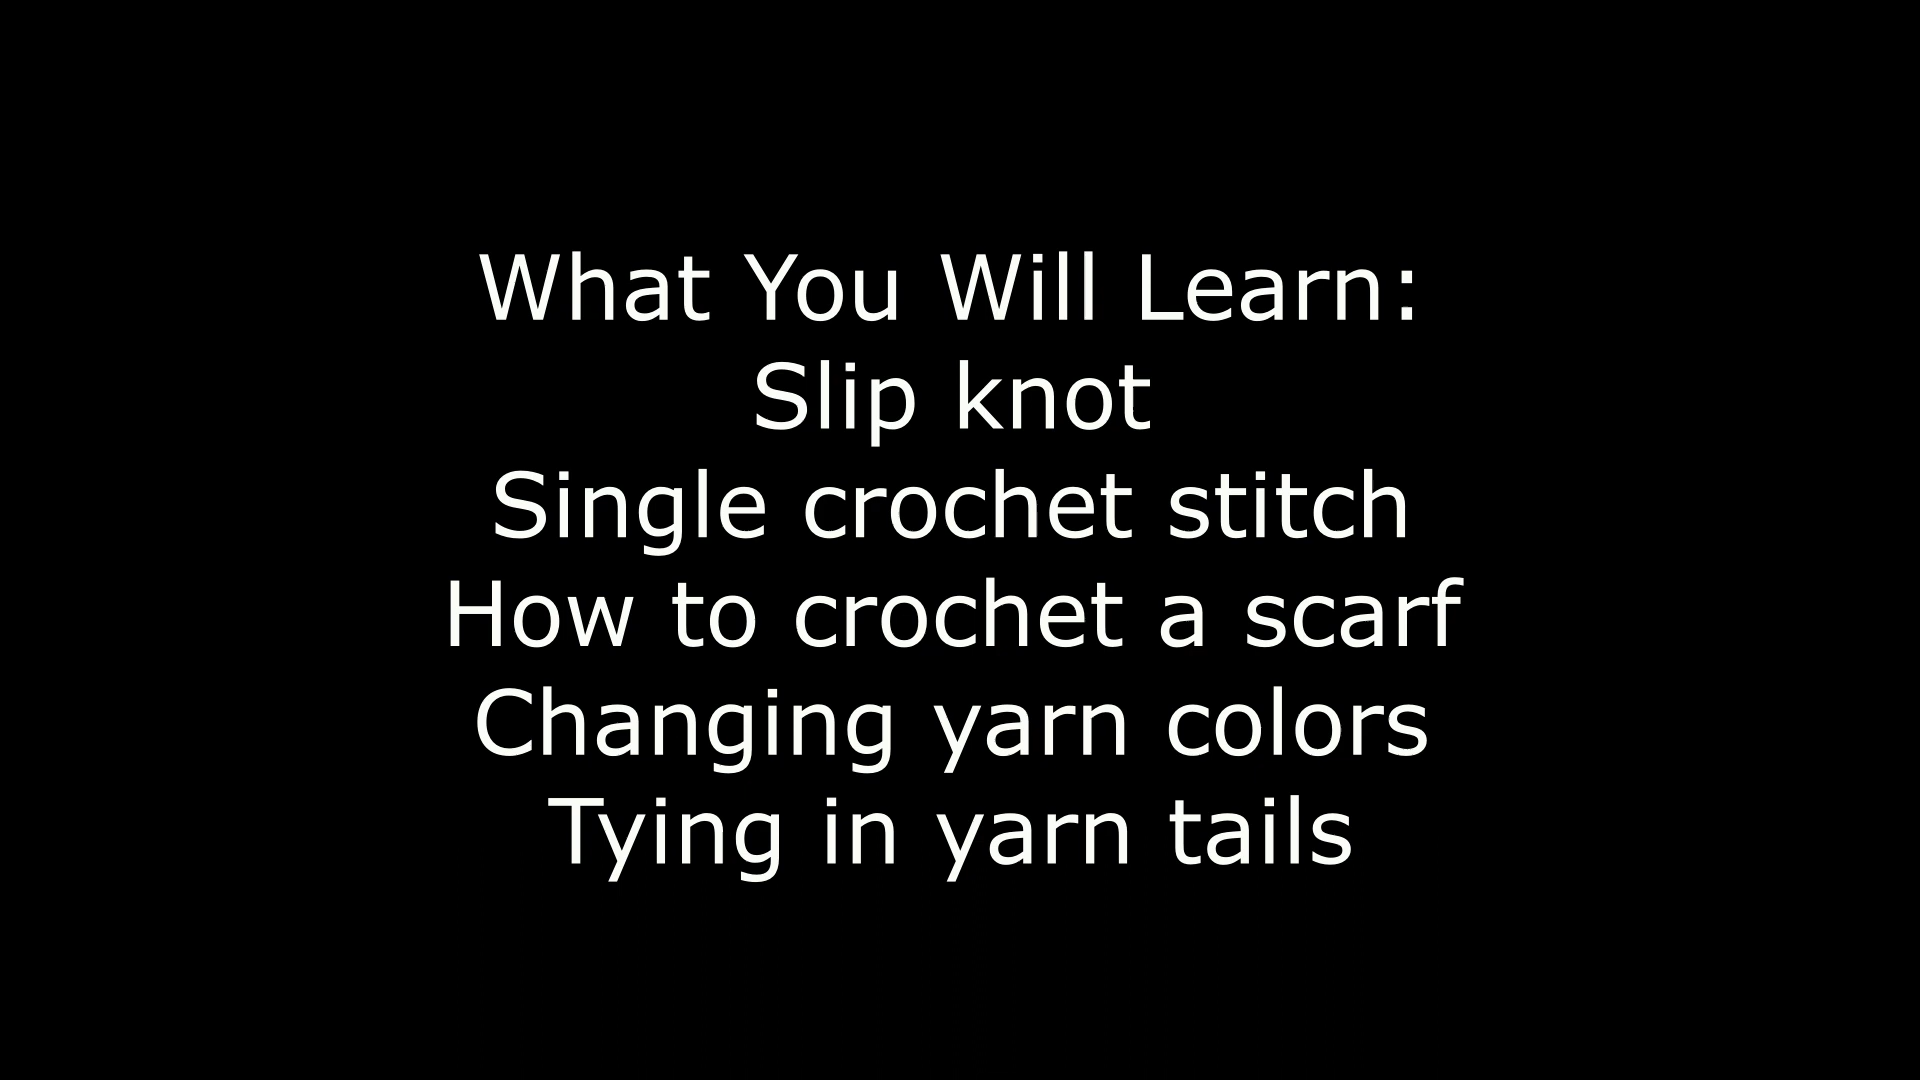 What You Will Learn:
Slip knot
Single crochet stitch
How to crochet a scarf
Changing yarn colors
Tying in yarn tails